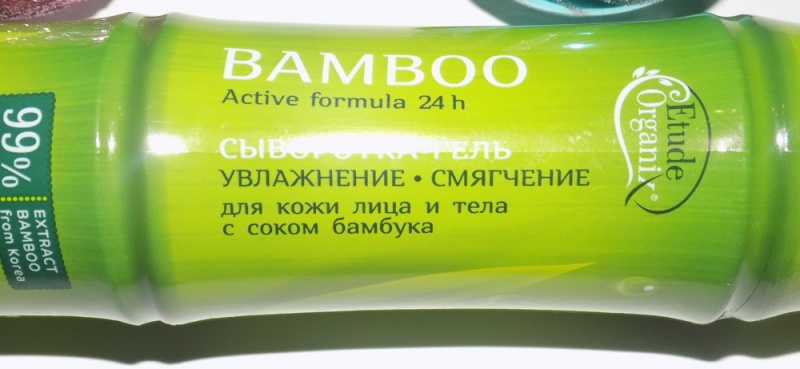 BAMBOO
Active formula 24 h
СЫВОРОТКА-ГЕЛЬ
УВЛАЖНЕНИЕ • СМЯГЧЕНИЕ
для кожи лица и тела
с соком бамбука
99%
EXTRACT
BAMBOO
from Korea
Etude
Organix®